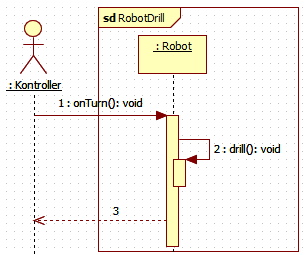 sd RobotDrill
: Robot
: Kontroller
1 : onTurn(): void
2 : drill(): void
3